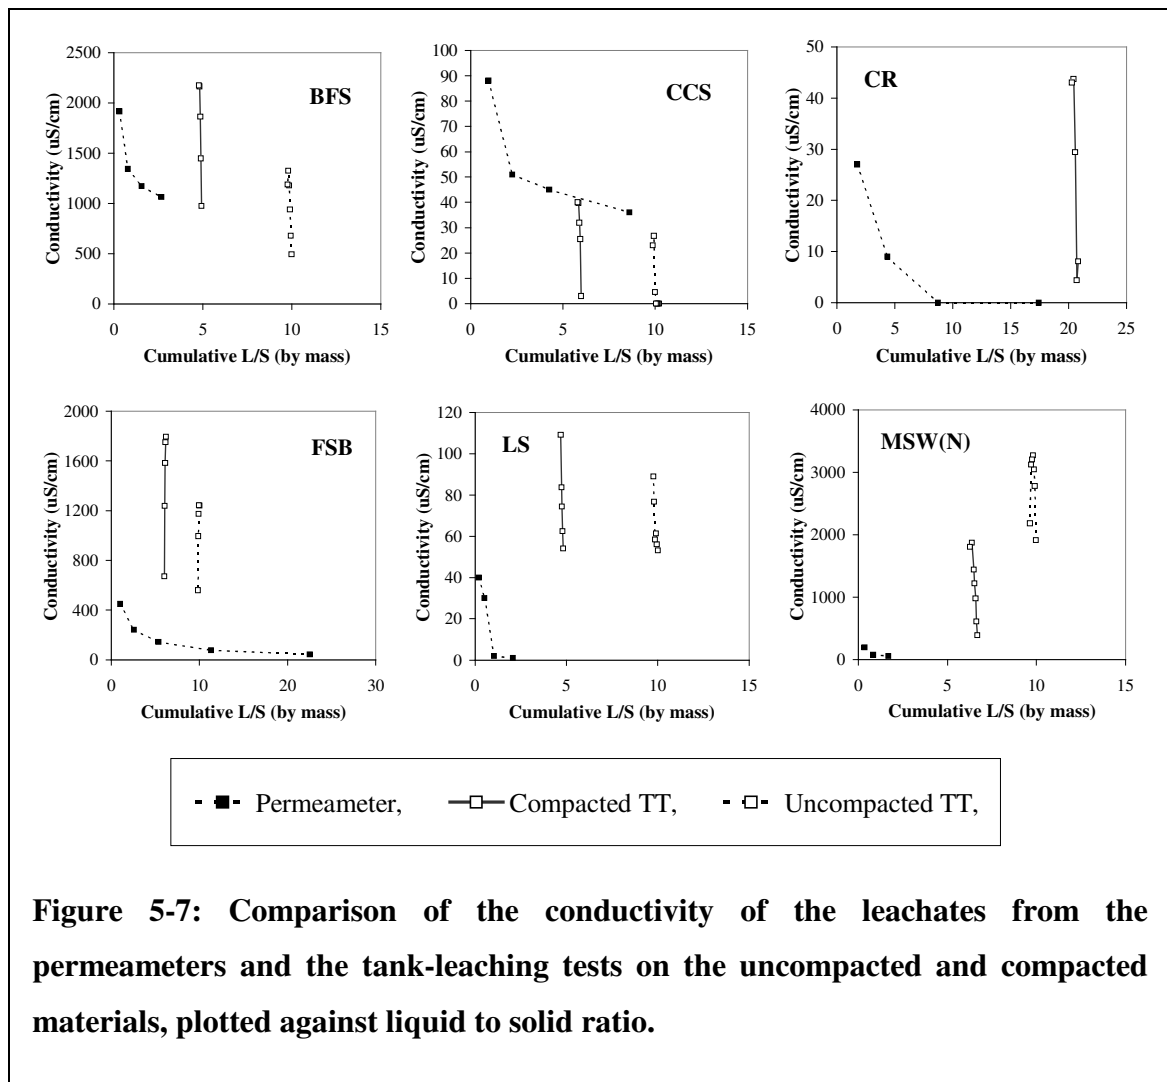 BFS
Conductivity (uS/cm)
2500
2000
1500
1000
500
0
0 5 10 15
Cumulative L/S (by mass)
CCS
Conductivity (uS/cm)
100
90
80
70
60
50
40
30
20
10
0
0 5 10 15
Cumulative L/S (by mass)
CR
Conductivity (uS/cm)
50
40
30
20
10
0
0 5 10 15 20 25
Cumulative L/S (by mass)
FSB
Conductivity (uS/cm)
2000
1600
1200
800
400
0
0 10 20 30
Cumulative L/S (by mass)
LS
Conductivity (uS/cm)
120
100
80
60
40
20
0
0 5 10 15
Cumulative L/S (by mass)
MSW(N)
Conductivity (uS/cm)
4000
3000
2000
1000
0
0 5 10 15
Cumulative L/S (by mass)
Permeameter, Compacted TT, Uncompacted TT,
Figure 5-7: Comparison of the conductivity of the leachates from the
permeameters and the tank-leaching tests on the uncompacted and compacted
materials, plotted against liquid to solid ratio.